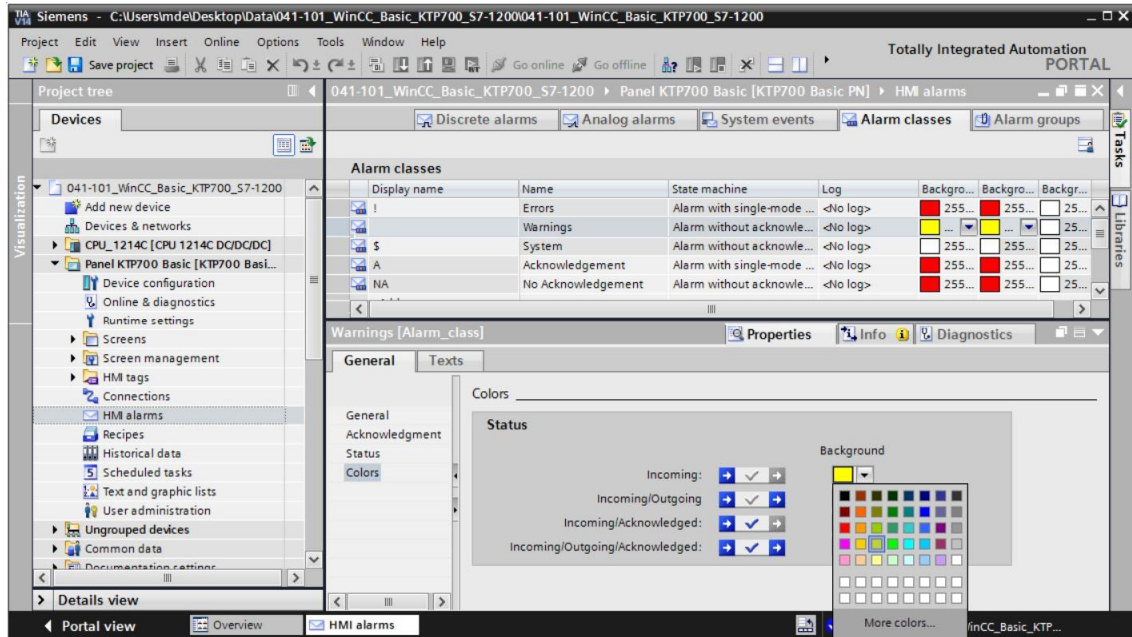 TIA V14 Siemens - C:\Users\mde\Desktop\Data\041-101_WinCC_Basic_KTP700_S7-1200\041-101_WinCC_Basic_KTP700_S7-1200
Project Edit View Insert Online Options Tools Window Help
Totally Integrated Automation
PORTAL
Save project Go online Go offline
Project tree
041-101_WinCC_Basic_KTP700_S7-1200 Panel KTP700 Basic [KTP700 Basic PN] HMI alarms
Devices
Discrete alarms Analog alarms System events Alarm classes Alarm groups
Visualization
041-101_WinCC_Basic_KTP700_S7-1200
Add new device
Devices & networks
CPU_1214C [CPU 1214C DC/DC/DC]
Panel KTP700 Basic [KTP700 Basi...
Device configuration
Online & diagnostics
Runtime settings
Screens
Screen management
HMI tags
Connections
HMI alarms
Recipes
Historical data
Scheduled tasks
Text and graphic lists
User administration
Ungrouped devices
Common data
Documentation settings
Details view
Alarm classes
Display name Name State machine Log Backgro... Backgro... Backgr...
! Errors Alarm with single-mode ... <No log> 255... 255... 25...
Warnings Alarm without acknowle... <No log> ... ... 25...
$ System Alarm without acknowle... <No log> 255... 255... 25...
A Acknowledgement Alarm with single-mode ... <No log> 255... 255... 25...
NA No Acknowledgement Alarm without acknowle... <No log> 255... 255... 25...
Warnings [Alarm_class]
Properties Info Diagnostics
General Texts
General
Acknowledgment
Status
Colors
Colors
Status
Background
Incoming:
Incoming/Outgoing
Incoming/Acknowledged:
Incoming/Outgoing/Acknowledged:
More colors...
Tasks
Libraries
Portal view Overview HMI alarms
/inCC_Basic_KTP...